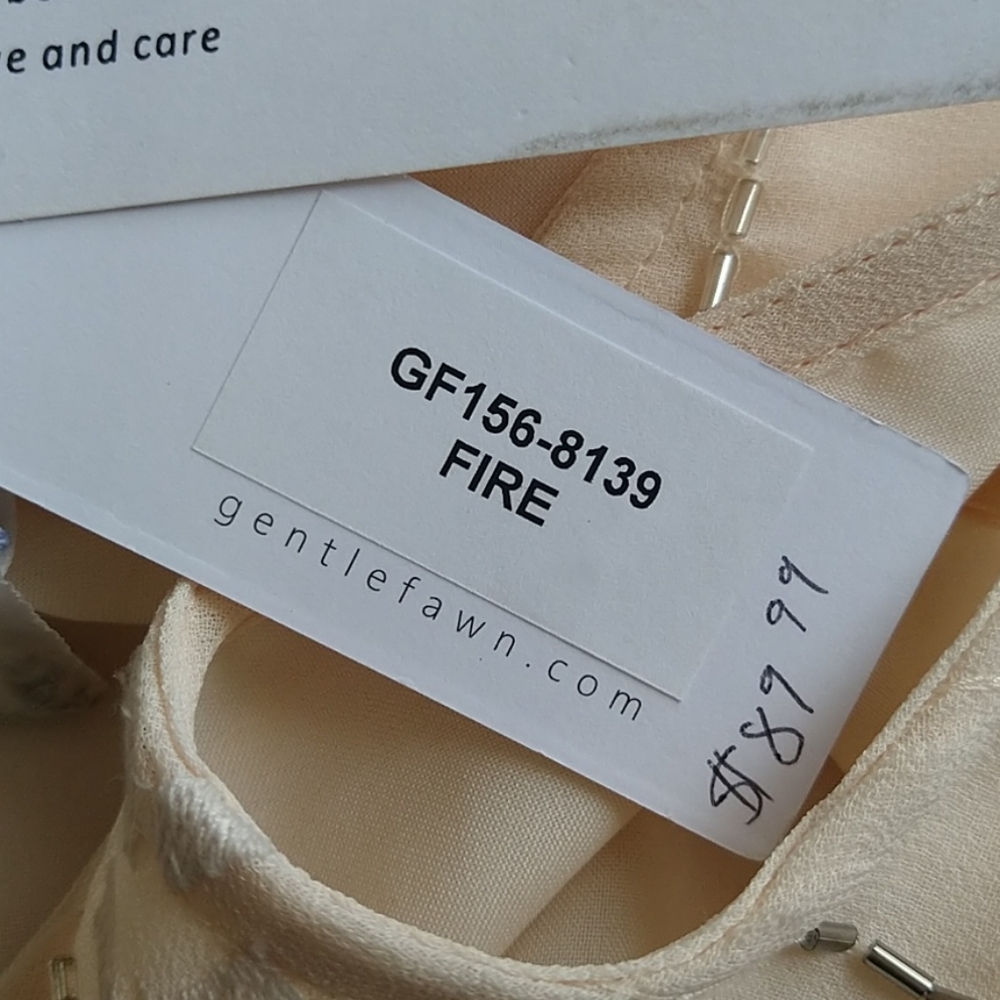 e and care
GF156-8139
FIRE
gentlefawn.com
$89 99